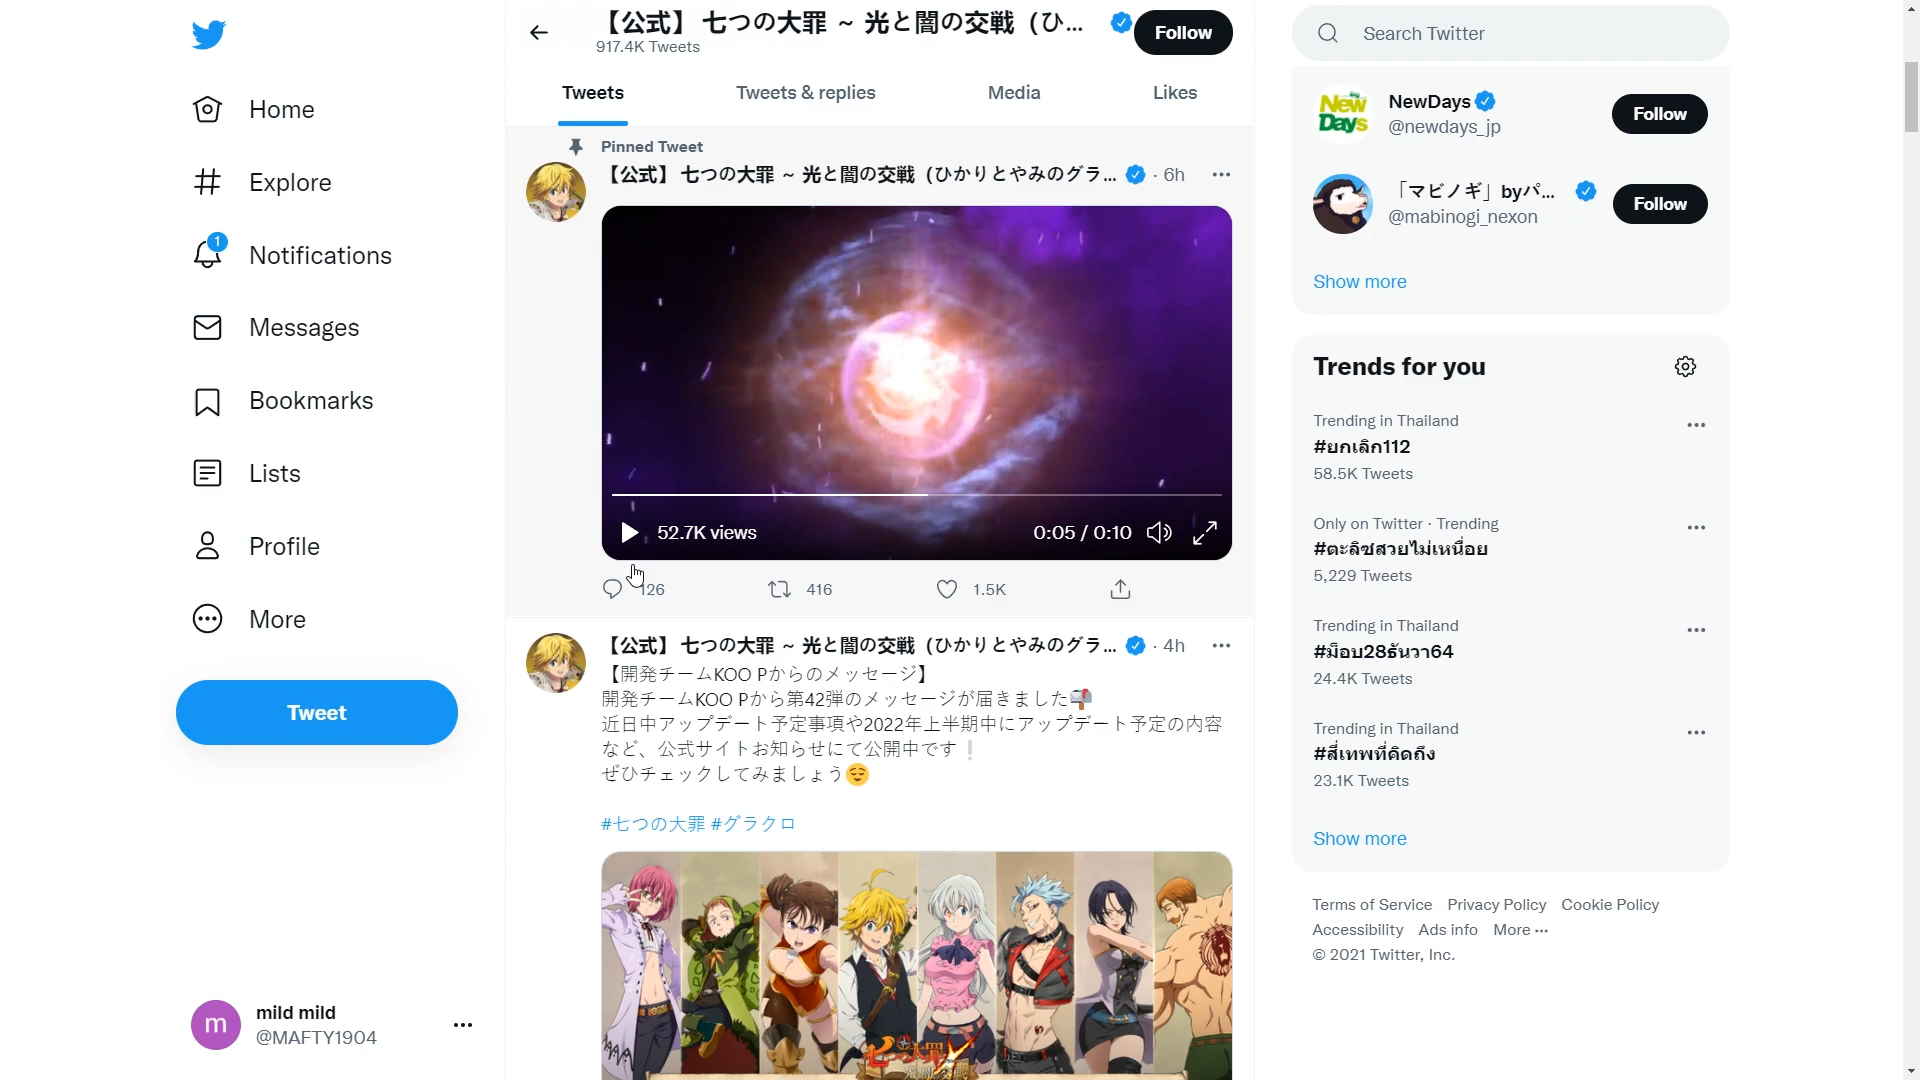 Home
Explore
1
Notifications
Messages
Bookmarks
Lists
Profile
More
Tweet
m
mild mild
@MAFTY1904
【公式】 七つの大罪 ~ 光と闇の交戦（ひ...
917.4K Tweets
Follow
Tweets
Tweets & replies
Media
Likes
Pinned Tweet
【公式】 七つの大罪 ~ 光と闇の交戦（ひかりとやみのグラ... · 6h
52.7K views
0:05 / 0:10
126
416
1.5K
【公式】 七つの大罪 ~ 光と闇の交戦（ひかりとやみのグラ... · 4h
【開発チームKOO Pからのメッセージ】
開発チームKOO Pから第42弾のメッセージが届きました📬
近日中アップデート予定事項や2022年上半期中にアップデート予定の内容
など、公式サイトお知らせにて公開中です❕
ぜひチェックしてみましょう😌
#七つの大罪 #グラクロ
七つの大罪
光と闇の交戦
Search Twitter
New
Days
NewDays
@newdays_jp
Follow
「マビノギ」byパ...
@mabinogi_nexon
Follow
Show more
Trends for you
Trending in Thailand
#ยกเลิก112
58.5K Tweets
Only on Twitter · Trending
#ตะลิชสวยไม่เหนื่อย
5,229 Tweets
Trending in Thailand
#ม็อบ28ธันวา64
24.4K Tweets
Trending in Thailand
#สี่เทพที่คิดถึง
23.1K Tweets
Show more
Terms of Service Privacy Policy Cookie Policy
Accessibility Ads info More ···
© 2021 Twitter, Inc.